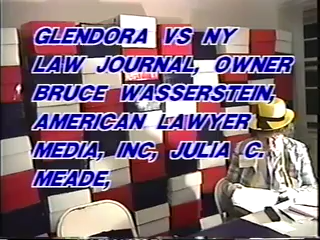 GLENDORA VS NY
LAW JOURNAL, OWNER
BRUCE WASSERSTEIN,
AMERICAN LAWYER
MEDIA, INC, JULIA C.
MEADE,